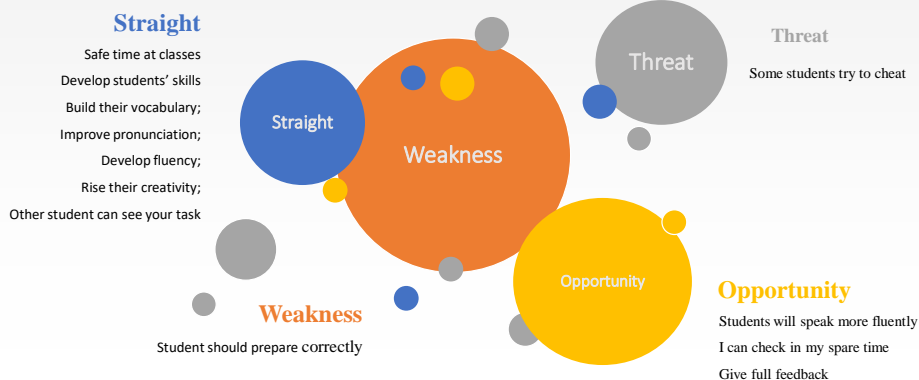 Straight
Safe time at classes
Develop students’ skills
Build their vocabulary;
Improve pronunciation;
Develop fluency;
Rise their creativity;
Other student can see your task
Straight
Weakness
Threat
Threat
Some students try to cheat
Weakness
Student should prepare correctly
Opportunity
Opportunity
Students will speak more fluently
I can check in my spare time
Give full feedback